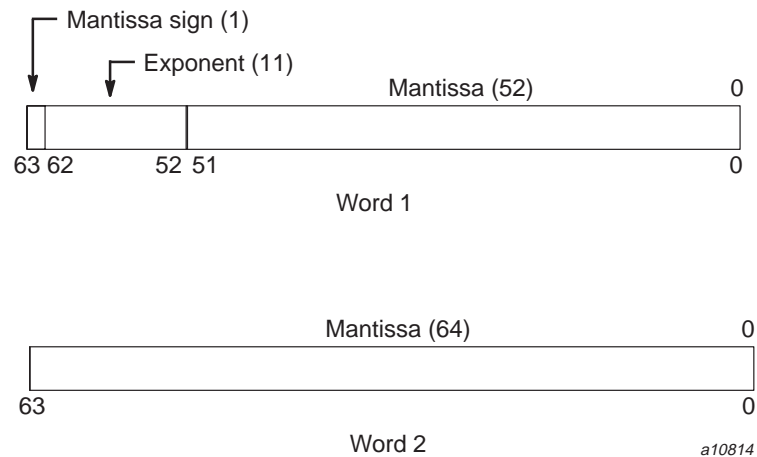 Mantissa sign (1)
Exponent (11)
Mantissa (52) 0
63 62 52 51 0
Word 1
Mantissa (64) 0
63 0
Word 2
a10814